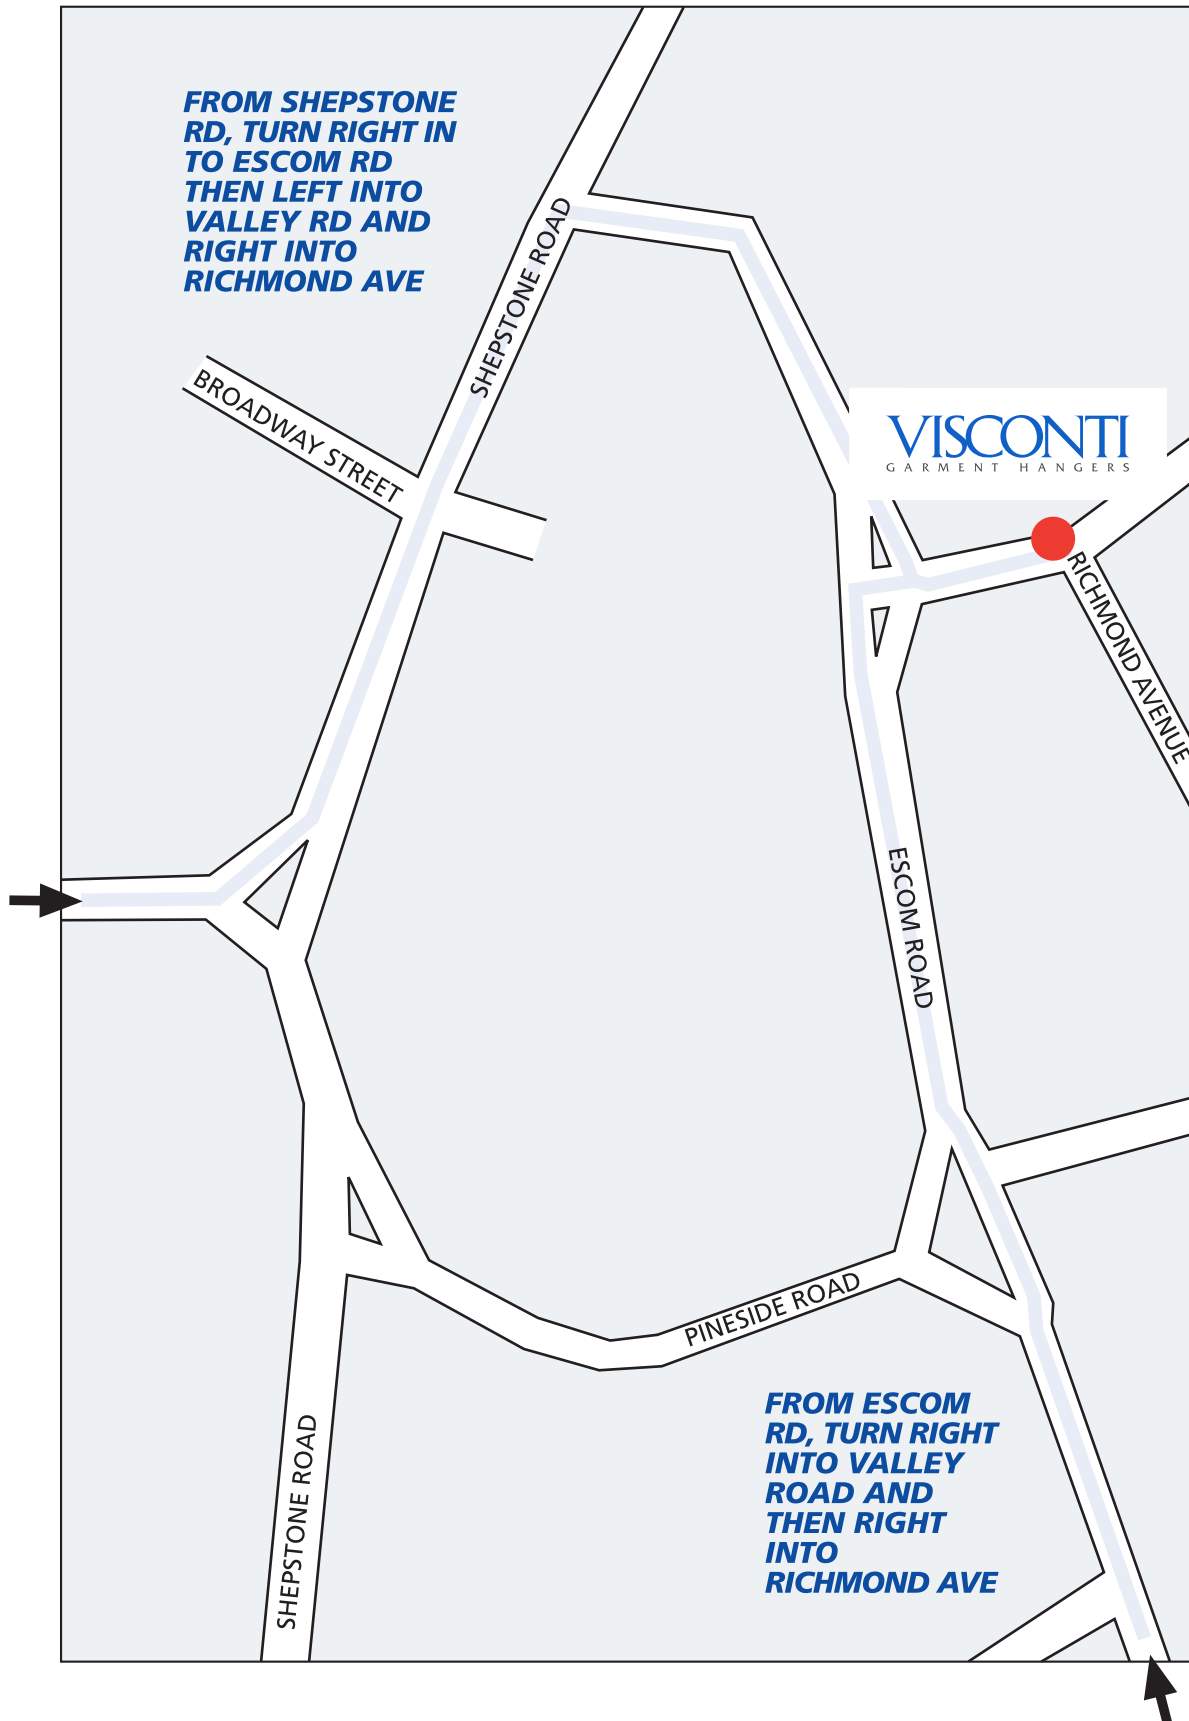 FROM SHEPSTONE
RD, TURN RIGHT IN
TO ESCOM RD
THEN LEFT INTO
VALLEY RD AND
RIGHT INTO
RICHMOND AVE
SHEPSTONE ROAD
BROADWAY STREET
VISCONTI
GARMENT HANGERS
RICHMOND AVENUE
ESCOM ROAD
PINESIDE ROAD
FROM ESCOM
RD, TURN RIGHT
INTO VALLEY
ROAD AND
THEN RIGHT
INTO
RICHMOND AVE
SHEPSTONE ROAD